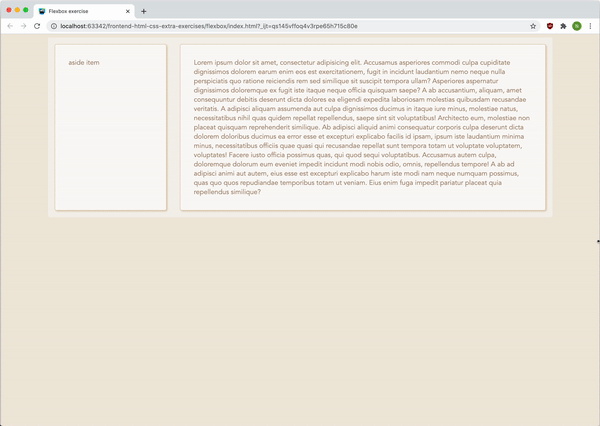 Flexbox exercise
localhost:63342/frontend-html-css-extra-exercises/flexbox/index.html?_ijt=qs145vffoq4v3rpe65h715c80e
N
aside item
Lorem ipsum dolor sit amet, consectetur adipisicing elit. Accusamus asperiores commodi culpa cupiditate
dignissimos dolorem earum enim eos est exercitationem, fugit in incidunt laudantium nemo neque nulla
perspiciatis quo ratione reiciendis rem sed similique sit suscipit tempora ullam? Asperiores aspernatur
dignissimos doloremque ex fugit iste itaque neque officia quisquam saepe? A ab accusantium, aliquam, amet
consequuntur debitis deserunt dicta dolores ea eligendi expedita laboriosam molestias quibusdam recusandae
veritatis. A adipisci aliquam assumenda aut culpa dignissimos ducimus in itaque iure minus, molestiae natus,
necessitatibus nihil quas quidem repellat repellendus, saepe sint sit voluptatibus! Architecto eum, molestiae non
placeat quisquam reprehenderit similique. Ab adipisci aliquid animi consequatur corporis culpa deserunt dicta
dolorem doloribus ducimus ea error esse et excepturi explicabo facilis id ipsam, ipsum iste laudantium minima
minus, necessitatibus officiis quae quasi qui recusandae repellat sunt tempora totam ut voluptate voluptatem,
voluptates! Facere iusto officia possimus quas, qui quod sequi voluptatibus. Accusamus autem culpa,
doloremque dolorum eum eveniet impedit incidunt modi nobis odio, omnis, repellendus tempore! A ab ad
adipisci animi aut autem, eius esse est excepturi explicabo harum iste modi nam neque numquam possimus,
quas quo quos repudiandae temporibus totam ut veniam. Eius enim fuga impedit pariatur placeat quia
repellendus similique?